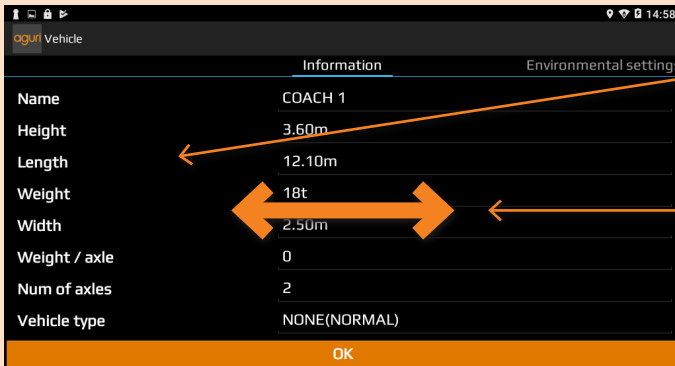 14:58
aguri Vehicle
Information Environmental settings
Name COACH 1
Height 3.60m
Length 12.10m
Weight 18t
Width 2.50m
Weight / axle 0
Num of axles 2
Vehicle type NONE(NORMAL)
OK